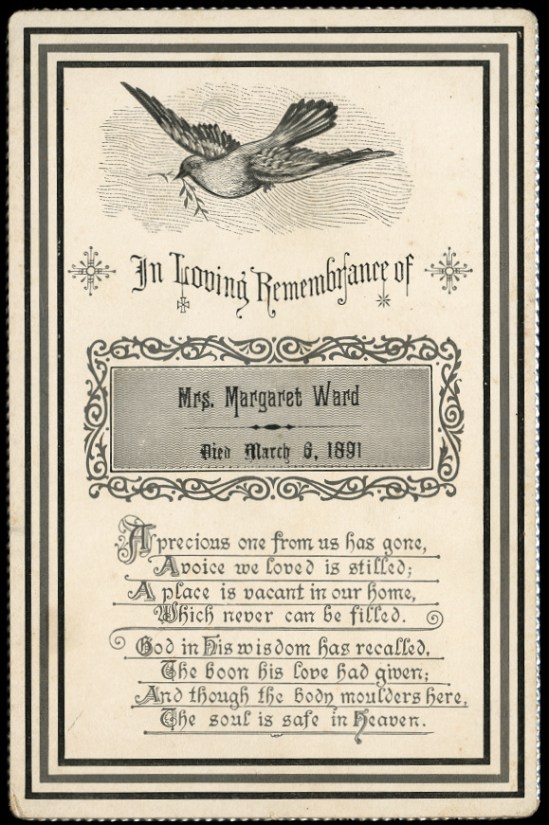 In Loving Remembrance of
Mrs. Margaret Ward
Died March 6, 1891
A precious one from us has gone,
A voice we loved is stilled;
A place is vacant in our home,
Which never can be filled.
God in His wisdom has recalled,
The boon his love had given;
And though the body moulders here,
The soul is safe in Heaven.